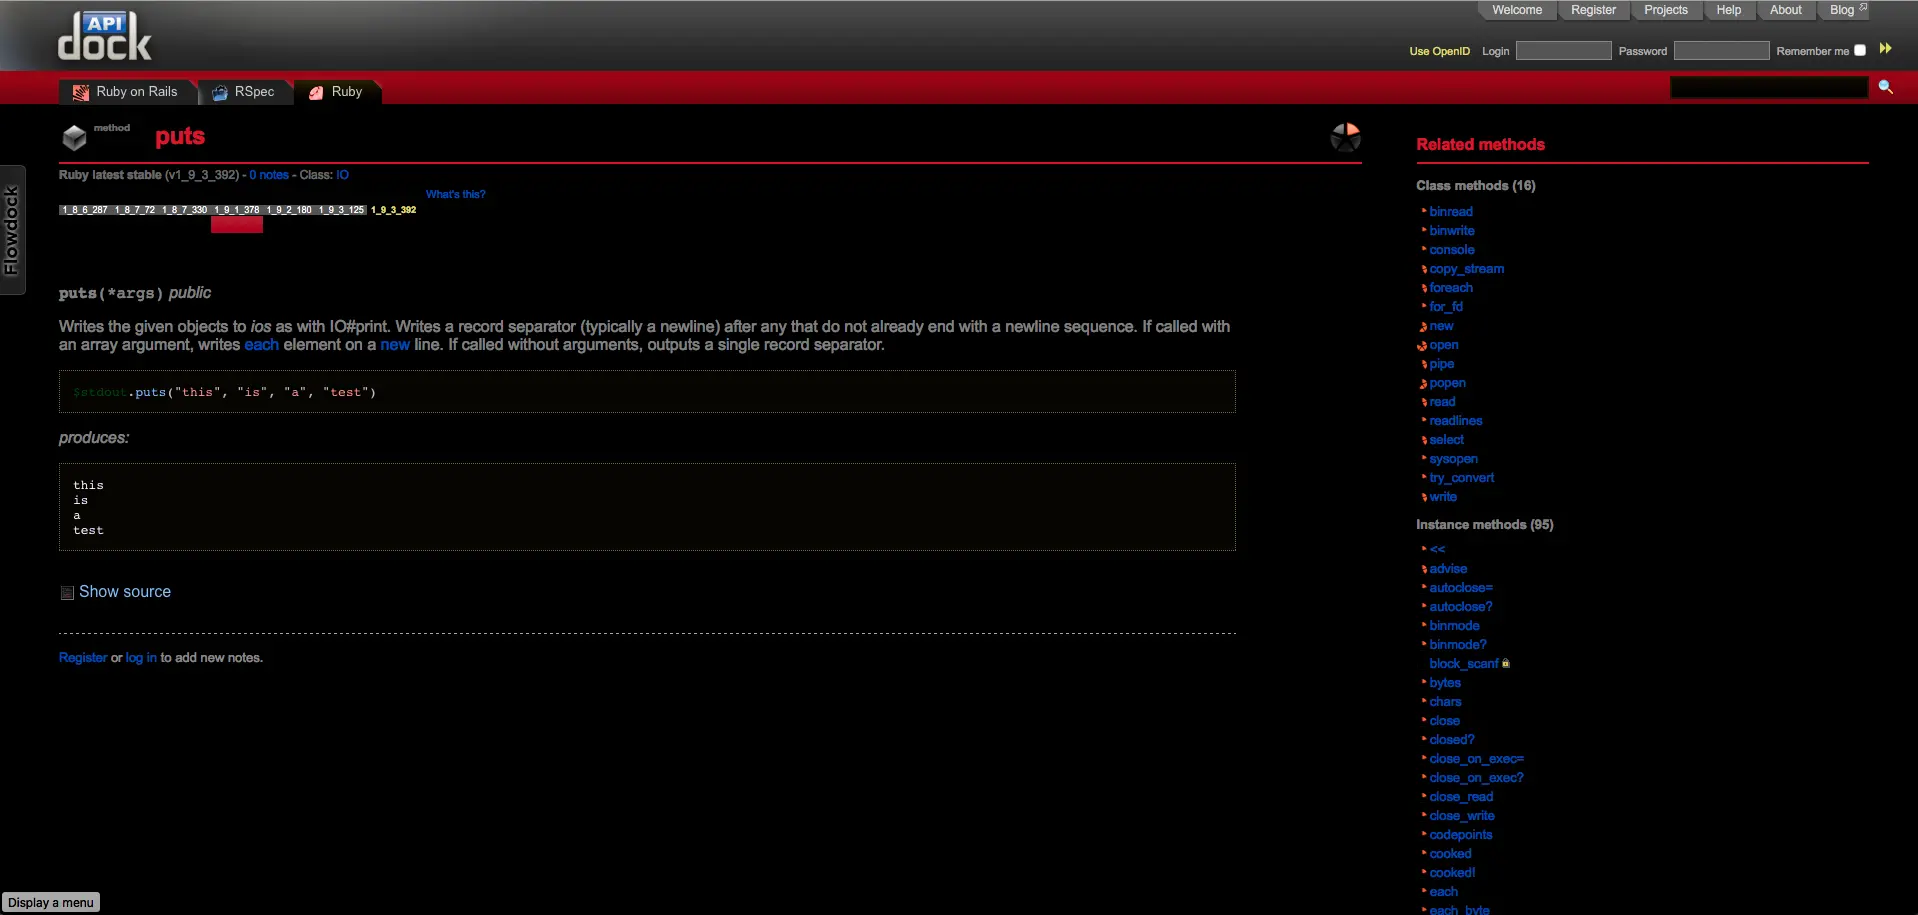 API
dock
Welcome
Register
Projects
Help
About
Blog
Use OpenID
Login
Password
Remember me
Ruby on Rails
RSpec
Ruby
method
puts
Ruby latest stable (v1_9_3_392) - 0 notes - Class: IO
What's this?
1_8_6_287 1_8_7_72 1_8_7_330 1_9_1_378 1_9_2_180 1_9_3_125 1_9_3_392
Flowdock
puts(*args) public
Writes the given objects to ios as with IO#print. Writes a record separator (typically a newline) after any that do not already end with a newline sequence. If called with
an array argument, writes each element on a new line. If called without arguments, outputs a single record separator.
$stdout.puts("this", "is", "a", "test")
produces:
this
is
a
test
Show source
Register or log in to add new notes.
Related methods
Class methods (16)
binread
binwrite
console
copy_stream
foreach
for_fd
new
open
pipe
popen
read
readlines
select
sysopen
try_convert
write
Instance methods (95)
<<
advise
autoclose=
autoclose?
binmode
binmode?
block_scanf
bytes
chars
close
closed?
close_on_exec=
close_on_exec?
close_read
close_write
codepoints
cooked
cooked!
each
each_byte
Display a menu